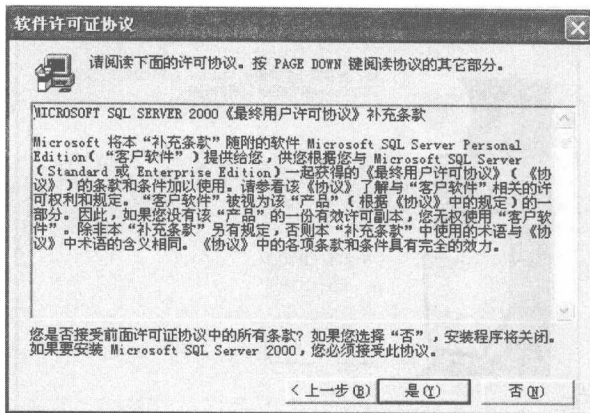 软件许可证协议
请阅读下面的许可协议。按 PAGE DOWN 键阅读协议的其它部分。
MICROSOFT SQL SERVER 2000《最终用户许可协议》补充条款
Microsoft 将本“补充条款”随附的软件 Microsoft SQL Server Personal
Edition(“客户软件”)提供给您，供您根据您与 Microsoft SQL Server
(Standard 或 Enterprise Edition)一起获得的《最终用户许可协议》(《协
议》)的条款和条件加以使用。请参看该《协议》了解与“客户软件”相关的许
可权利和规定。“客户软件”被视为该“产品”(根据《协议》中的规定)的一
部分。因此，如果您没有该“产品”的一份有效许可副本，您无权使用“客户软
件”。除非本“补充条款”另有规定，否则本“补充条款”中使用的术语与《协
议》中术语的含义相同。《协议》中的各项条款和条件具有完全的效力。
您是否接受前面许可证协议中的所有条款? 如果您选择“否”，安装程序将关闭。
如果要安装 Microsoft SQL Server 2000，您必须接受此协议。
< 上一步(B) 是(Y) 否(N)